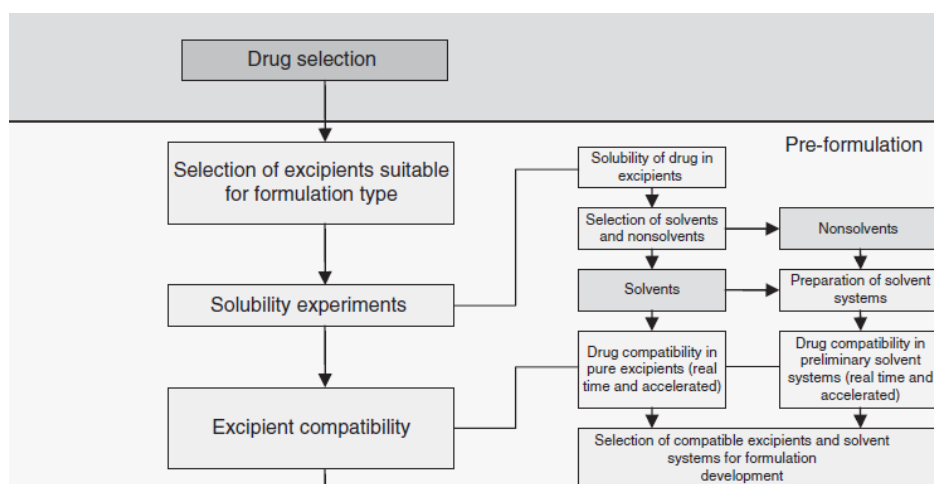 Drug selection
Pre-formulation
Selection of excipients suitable
for formulation type
Solubility of drug in
excipients
Selection of solvents
and nonsolvents
Nonsolvents
Solubility experiments
Solvents
Preparation of solvent
systems
Drug compatibility in
pure excipients (real
time and accelerated)
Drug compatibility in
preliminary solvent
systems (real time and
accelerated)
Excipient compatibility
Selection of compatible excipients and solvent
systems for formulation
development